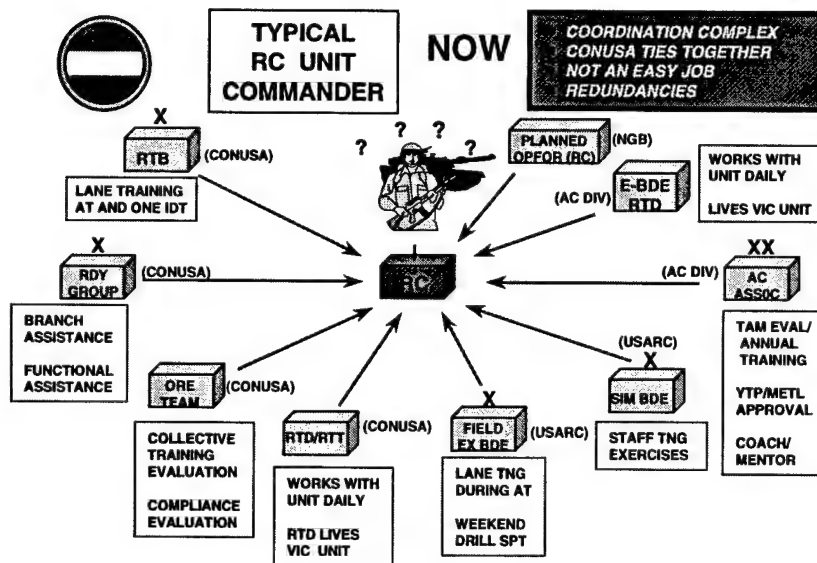 TYPICAL
RC UNIT
COMMANDER
NOW
COORDINATION COMPLEX
CONUSA TIES TOGETHER
NOT AN EASY JOB
REDUNDANCIES
X
RTB
(CONUSA)
LANE TRAINING
AT AND ONE IDT
? ? ? ?
PLANNED
OPFOR (RC)
(NGB)
(AC DIV)
E-BDE
RTD
WORKS WITH
UNIT DAILY
LIVES VIC UNIT
X
RDY
GROUP
(CONUSA)
BRANCH
ASSISTANCE
FUNCTIONAL
ASSISTANCE
RC
(AC DIV)
XX
AC
ASSOC
TAM EVAL/
ANNUAL
TRAINING
YTP/METL
APPROVAL
COACH/
MENTOR
ORE
TEAM
(CONUSA)
COLLECTIVE
TRAINING
EVALUATION
COMPLIANCE
EVALUATION
RTD/RTT
(CONUSA)
WORKS WITH
UNIT DAILY
RTD LIVES
VIC UNIT
X
FIELD
EX BDE
(USARC)
LANE TNG
DURING AT
WEEKEND
DRILL SPT
(USARC)
X
SIM BDE
STAFF TNG
EXERCISES